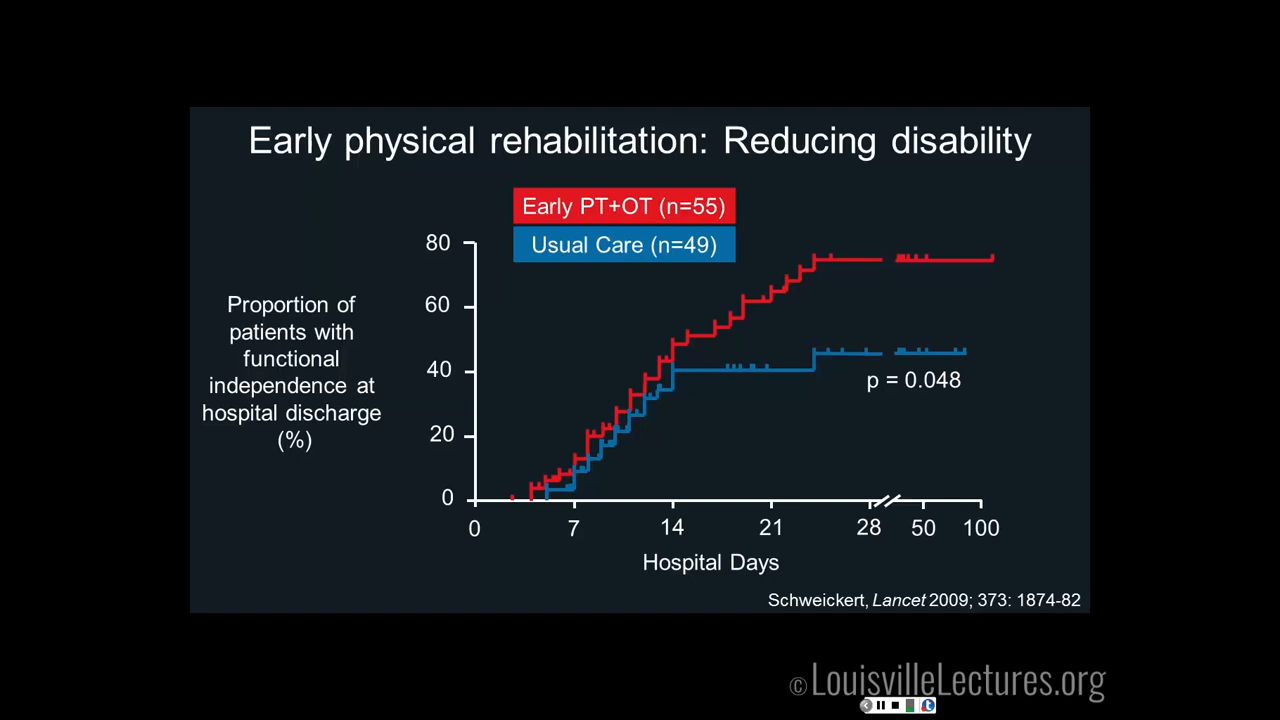 Early physical rehabilitation: Reducing disability
Early PT+OT (n=55)
Usual Care (n=49)
80
60
40
20
0
Proportion of
patients with
functional
independence at
hospital discharge
(%)
p = 0.048
0 7 14 21 28 50 100
Hospital Days
Schweickert, Lancet 2009; 373: 1874-82
© LouisvilleLectures.org